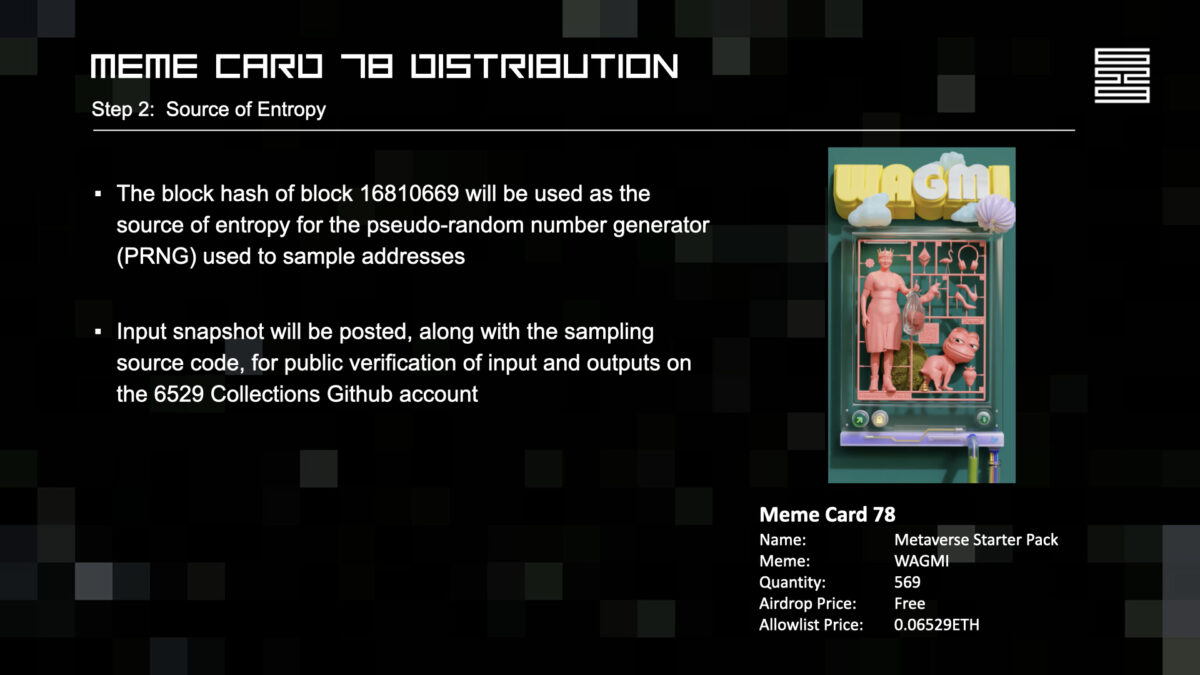 MEME CARD 78 DISTRIBUTION
Step 2: Source of Entropy
▪ The block hash of block 16810669 will be used as the
source of entropy for the pseudo-random number generator
(PRNG) used to sample addresses
▪ Input snapshot will be posted, along with the sampling
source code, for public verification of input and outputs on
the 6529 Collections Github account
WAGMI
Meme Card 78
Name: Metaverse Starter Pack
Meme: WAGMI
Quantity: 569
Airdrop Price: Free
Allowlist Price: 0.06529ETH